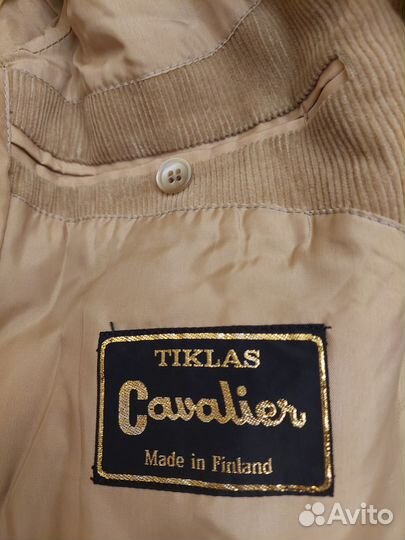 TIKLAS
Cavalier
Made in Finland
Avito